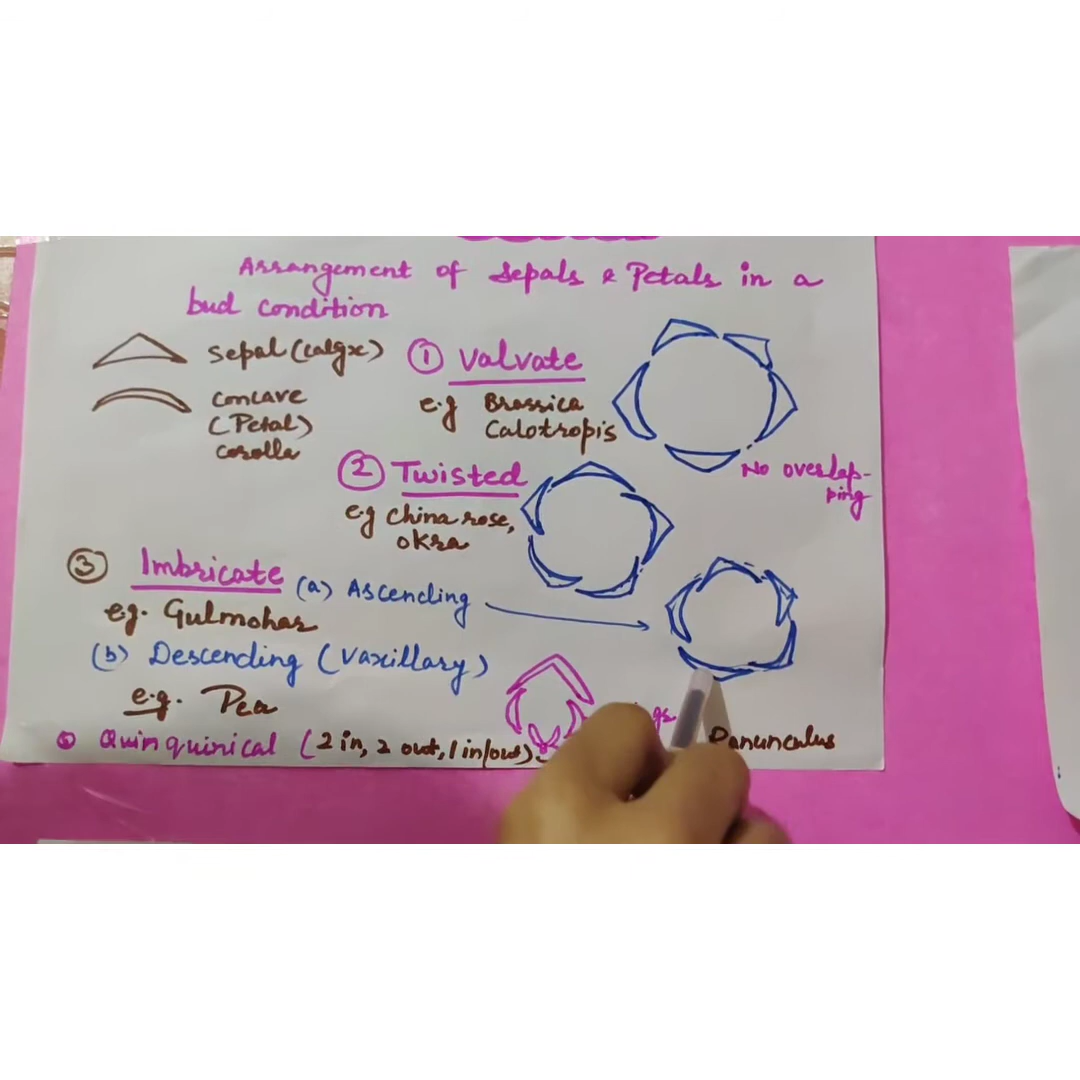 Arrangement of Sepals & Petals in a
bud condition
Sepal (Calyx)
concave
(Petal)
corolla
① Valvate
e.g Brassica
Calotropis
No overlap-
ping
② Twisted
e.g China rose,
okra
③ Imbricate
e.g. Gulmohar
(a) Ascending
(b) Descending (Vaxillary)
e.g. Pea
Quinquinical (2 in, 2 out, 1 in/out)
Ranunculus